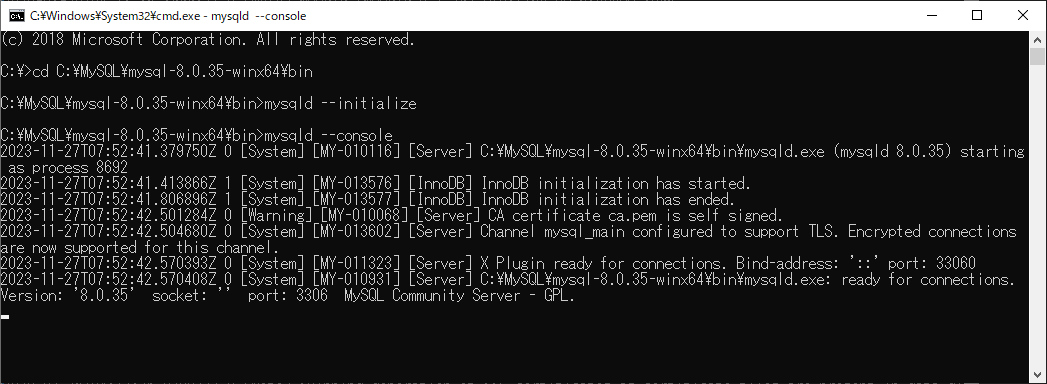 C:¥Windows¥System32¥cmd.exe - mysqld --console
(c) 2018 Microsoft Corporation. All rights reserved.
C:¥>cd C:¥MySQL¥mysql-8.0.35-winx64¥bin
C:¥MySQL¥mysql-8.0.35-winx64¥bin>mysqld --initialize
C:¥MySQL¥mysql-8.0.35-winx64¥bin>mysqld --console
2023-11-27T07:52:41.379750Z 0 [System] [MY-010116] [Server] C:¥MySQL¥mysql-8.0.35-winx64¥bin¥mysqld.exe (mysqld 8.0.35) starting
as process 8692
2023-11-27T07:52:41.413866Z 1 [System] [MY-013576] [InnoDB] InnoDB initialization has started.
2023-11-27T07:52:41.806896Z 1 [System] [MY-013577] [InnoDB] InnoDB initialization has ended.
2023-11-27T07:52:42.501284Z 0 [Warning] [MY-010068] [Server] CA certificate ca.pem is self signed.
2023-11-27T07:52:42.504680Z 0 [System] [MY-013602] [Server] Channel mysql_main configured to support TLS. Encrypted connections
are now supported for this channel.
2023-11-27T07:52:42.570393Z 0 [System] [MY-011323] [Server] X Plugin ready for connections. Bind-address: '::' port: 33060
2023-11-27T07:52:42.570408Z 0 [System] [MY-010931] [Server] C:¥MySQL¥mysql-8.0.35-winx64¥bin¥mysqld.exe: ready for connections.
Version: '8.0.35'  socket: ''  port: 3306  MySQL Community Server - GPL.